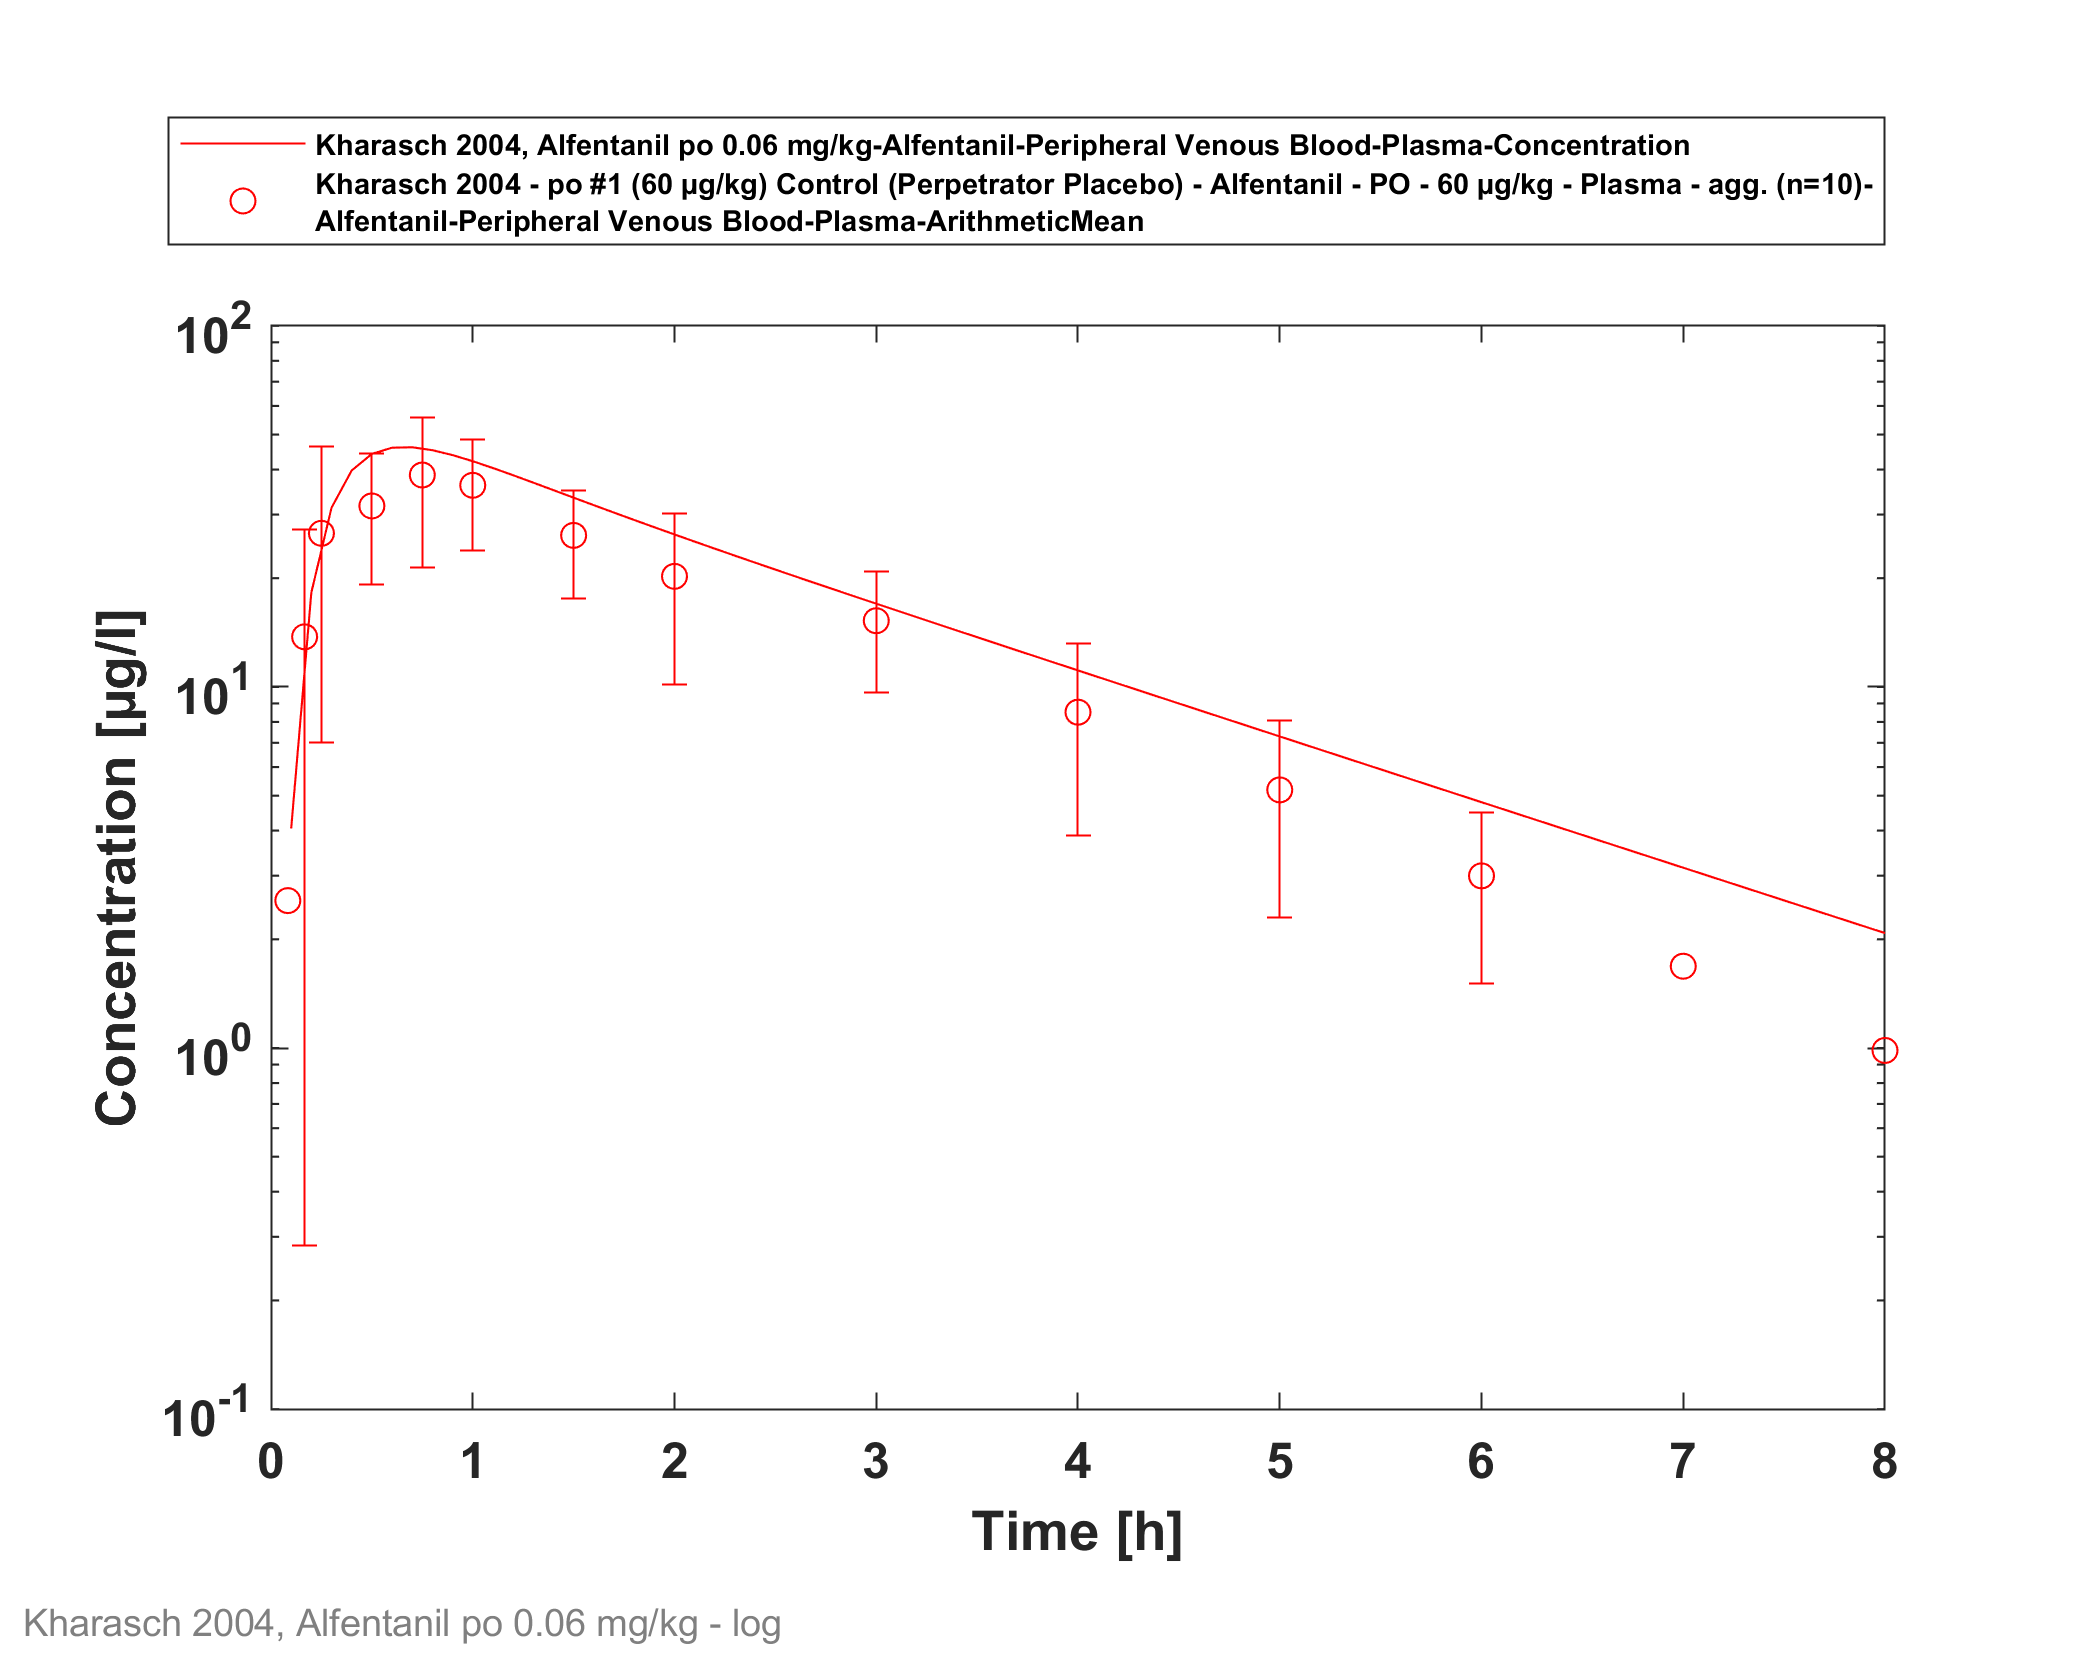 Kharasch 2004, Alfentanil po 0.06 mg/kg-Alfentanil-Peripheral Venous Blood-Plasma-Concentration
Kharasch 2004 - po #1 (60 µg/kg) Control (Perpetrator Placebo) - Alfentanil - PO - 60 µg/kg - Plasma - agg. (n=10)-
Alfentanil-Peripheral Venous Blood-Plasma-ArithmeticMean
10^2
10^1
10^0
10^-1
Concentration [µg/l]
0 1 2 3 4 5 6 7 8
Time [h]
Kharasch 2004, Alfentanil po 0.06 mg/kg - log